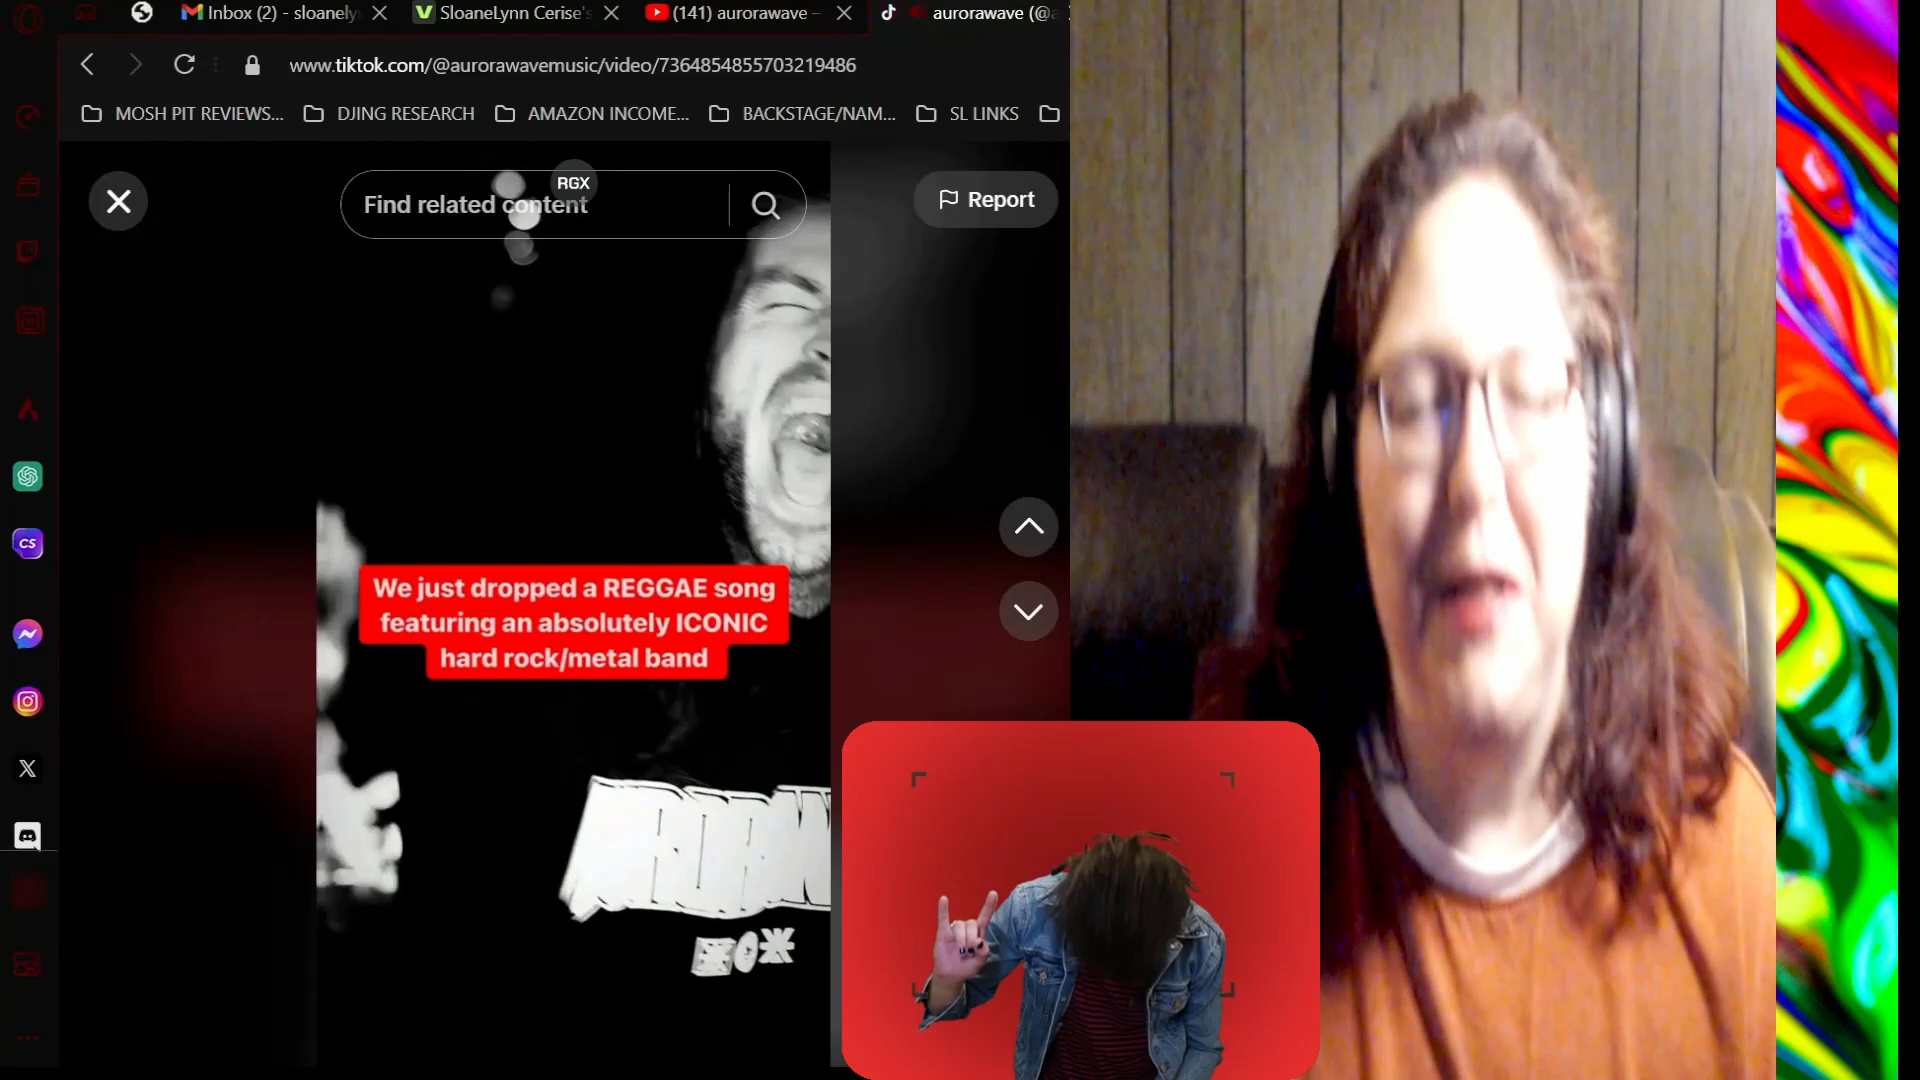 Inbox (2) - sloanely
SloaneLynn Cerise's
(141) aurorawave –
aurorawave (@a
www.tiktok.com/@aurorawavemusic/video/7364854855703219486
MOSH PIT REVIEWS...
DJING RESEARCH
AMAZON INCOME...
BACKSTAGE/NAM...
SL LINKS
RGX
Find related content
Report
CS
We just dropped a REGGAE song
featuring an absolutely ICONIC
hard rock/metal band